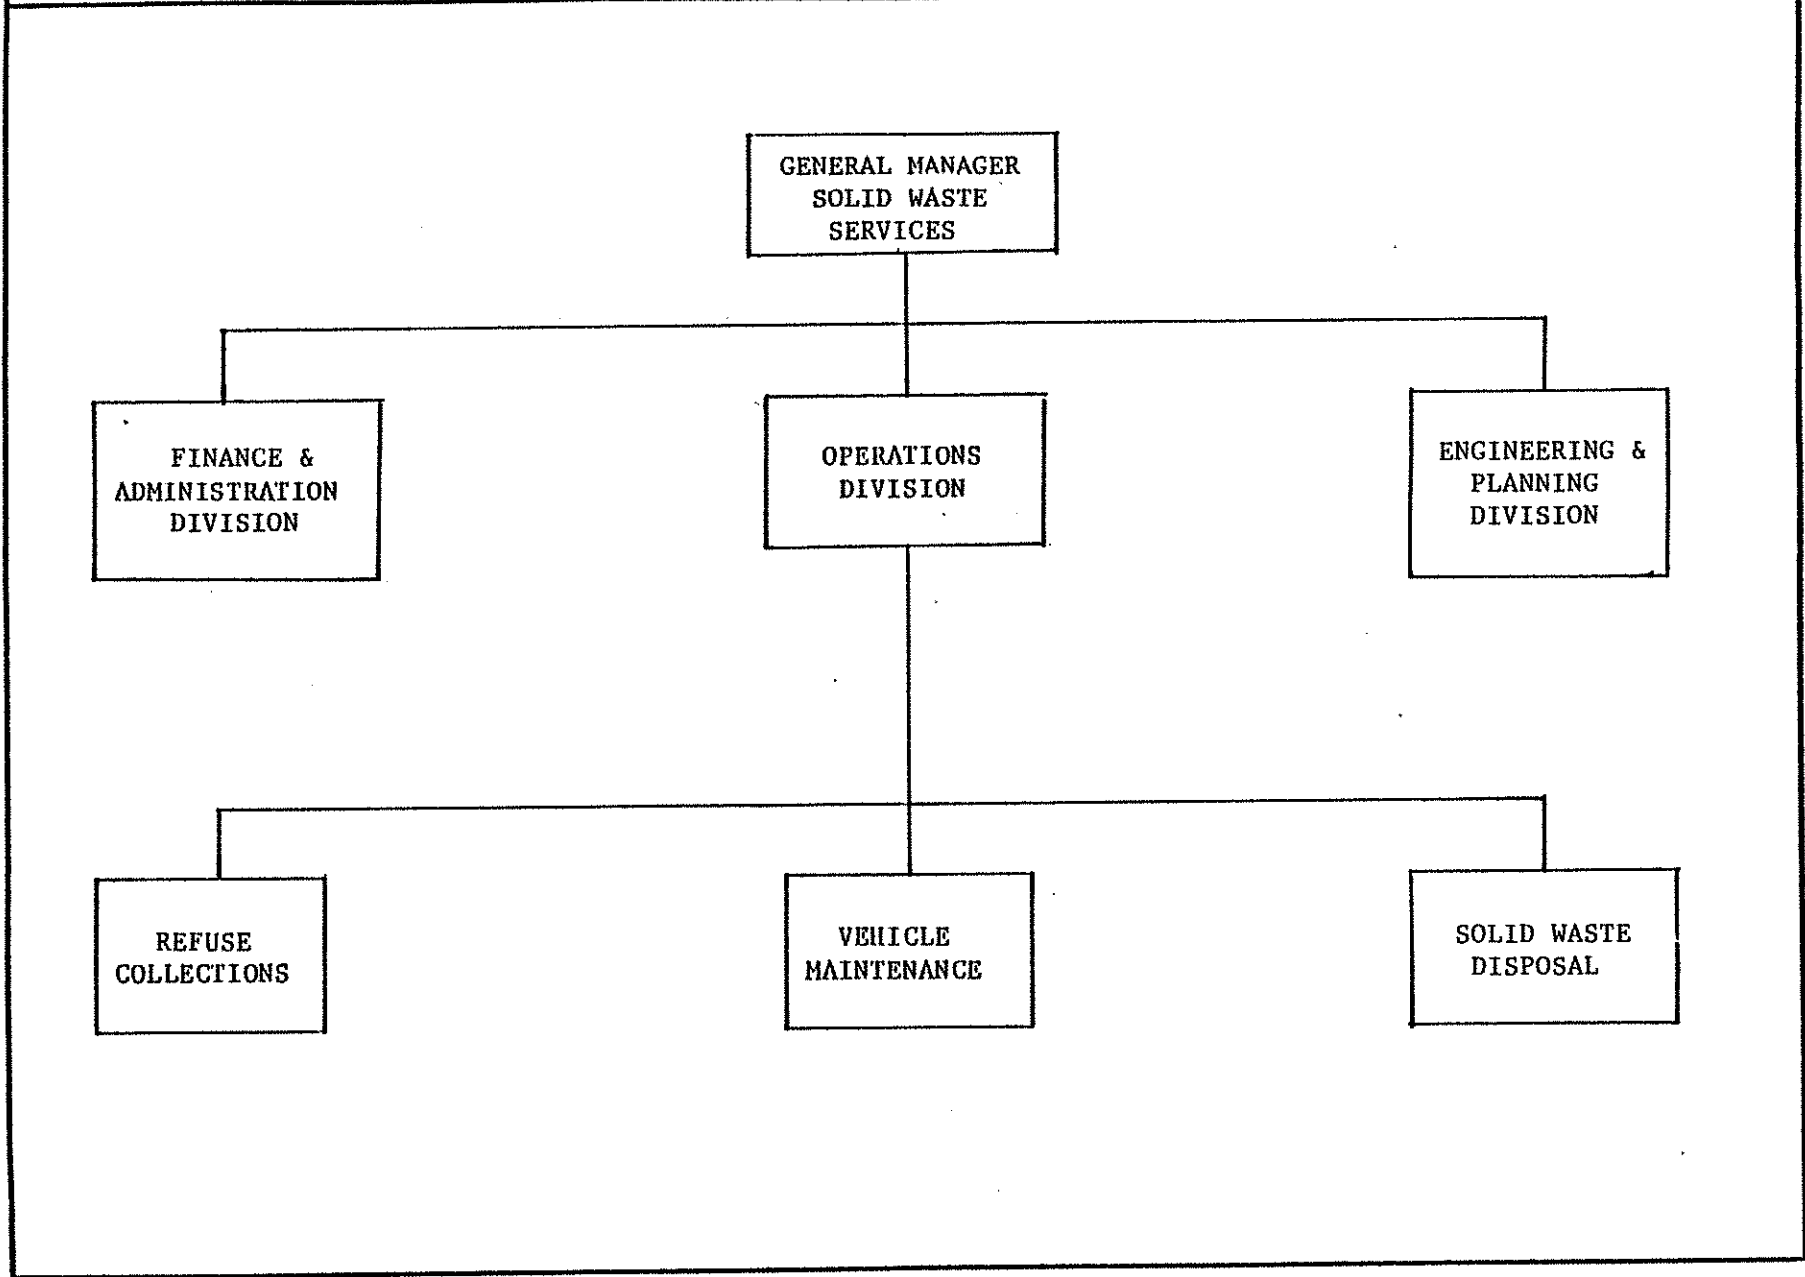 GENERAL MANAGER
SOLID WASTE
SERVICES
FINANCE &
ADMINISTRATION
DIVISION
OPERATIONS
DIVISION
ENGINEERING &
PLANNING
DIVISION
REFUSE
COLLECTIONS
VEHICLE
MAINTENANCE
SOLID WASTE
DISPOSAL